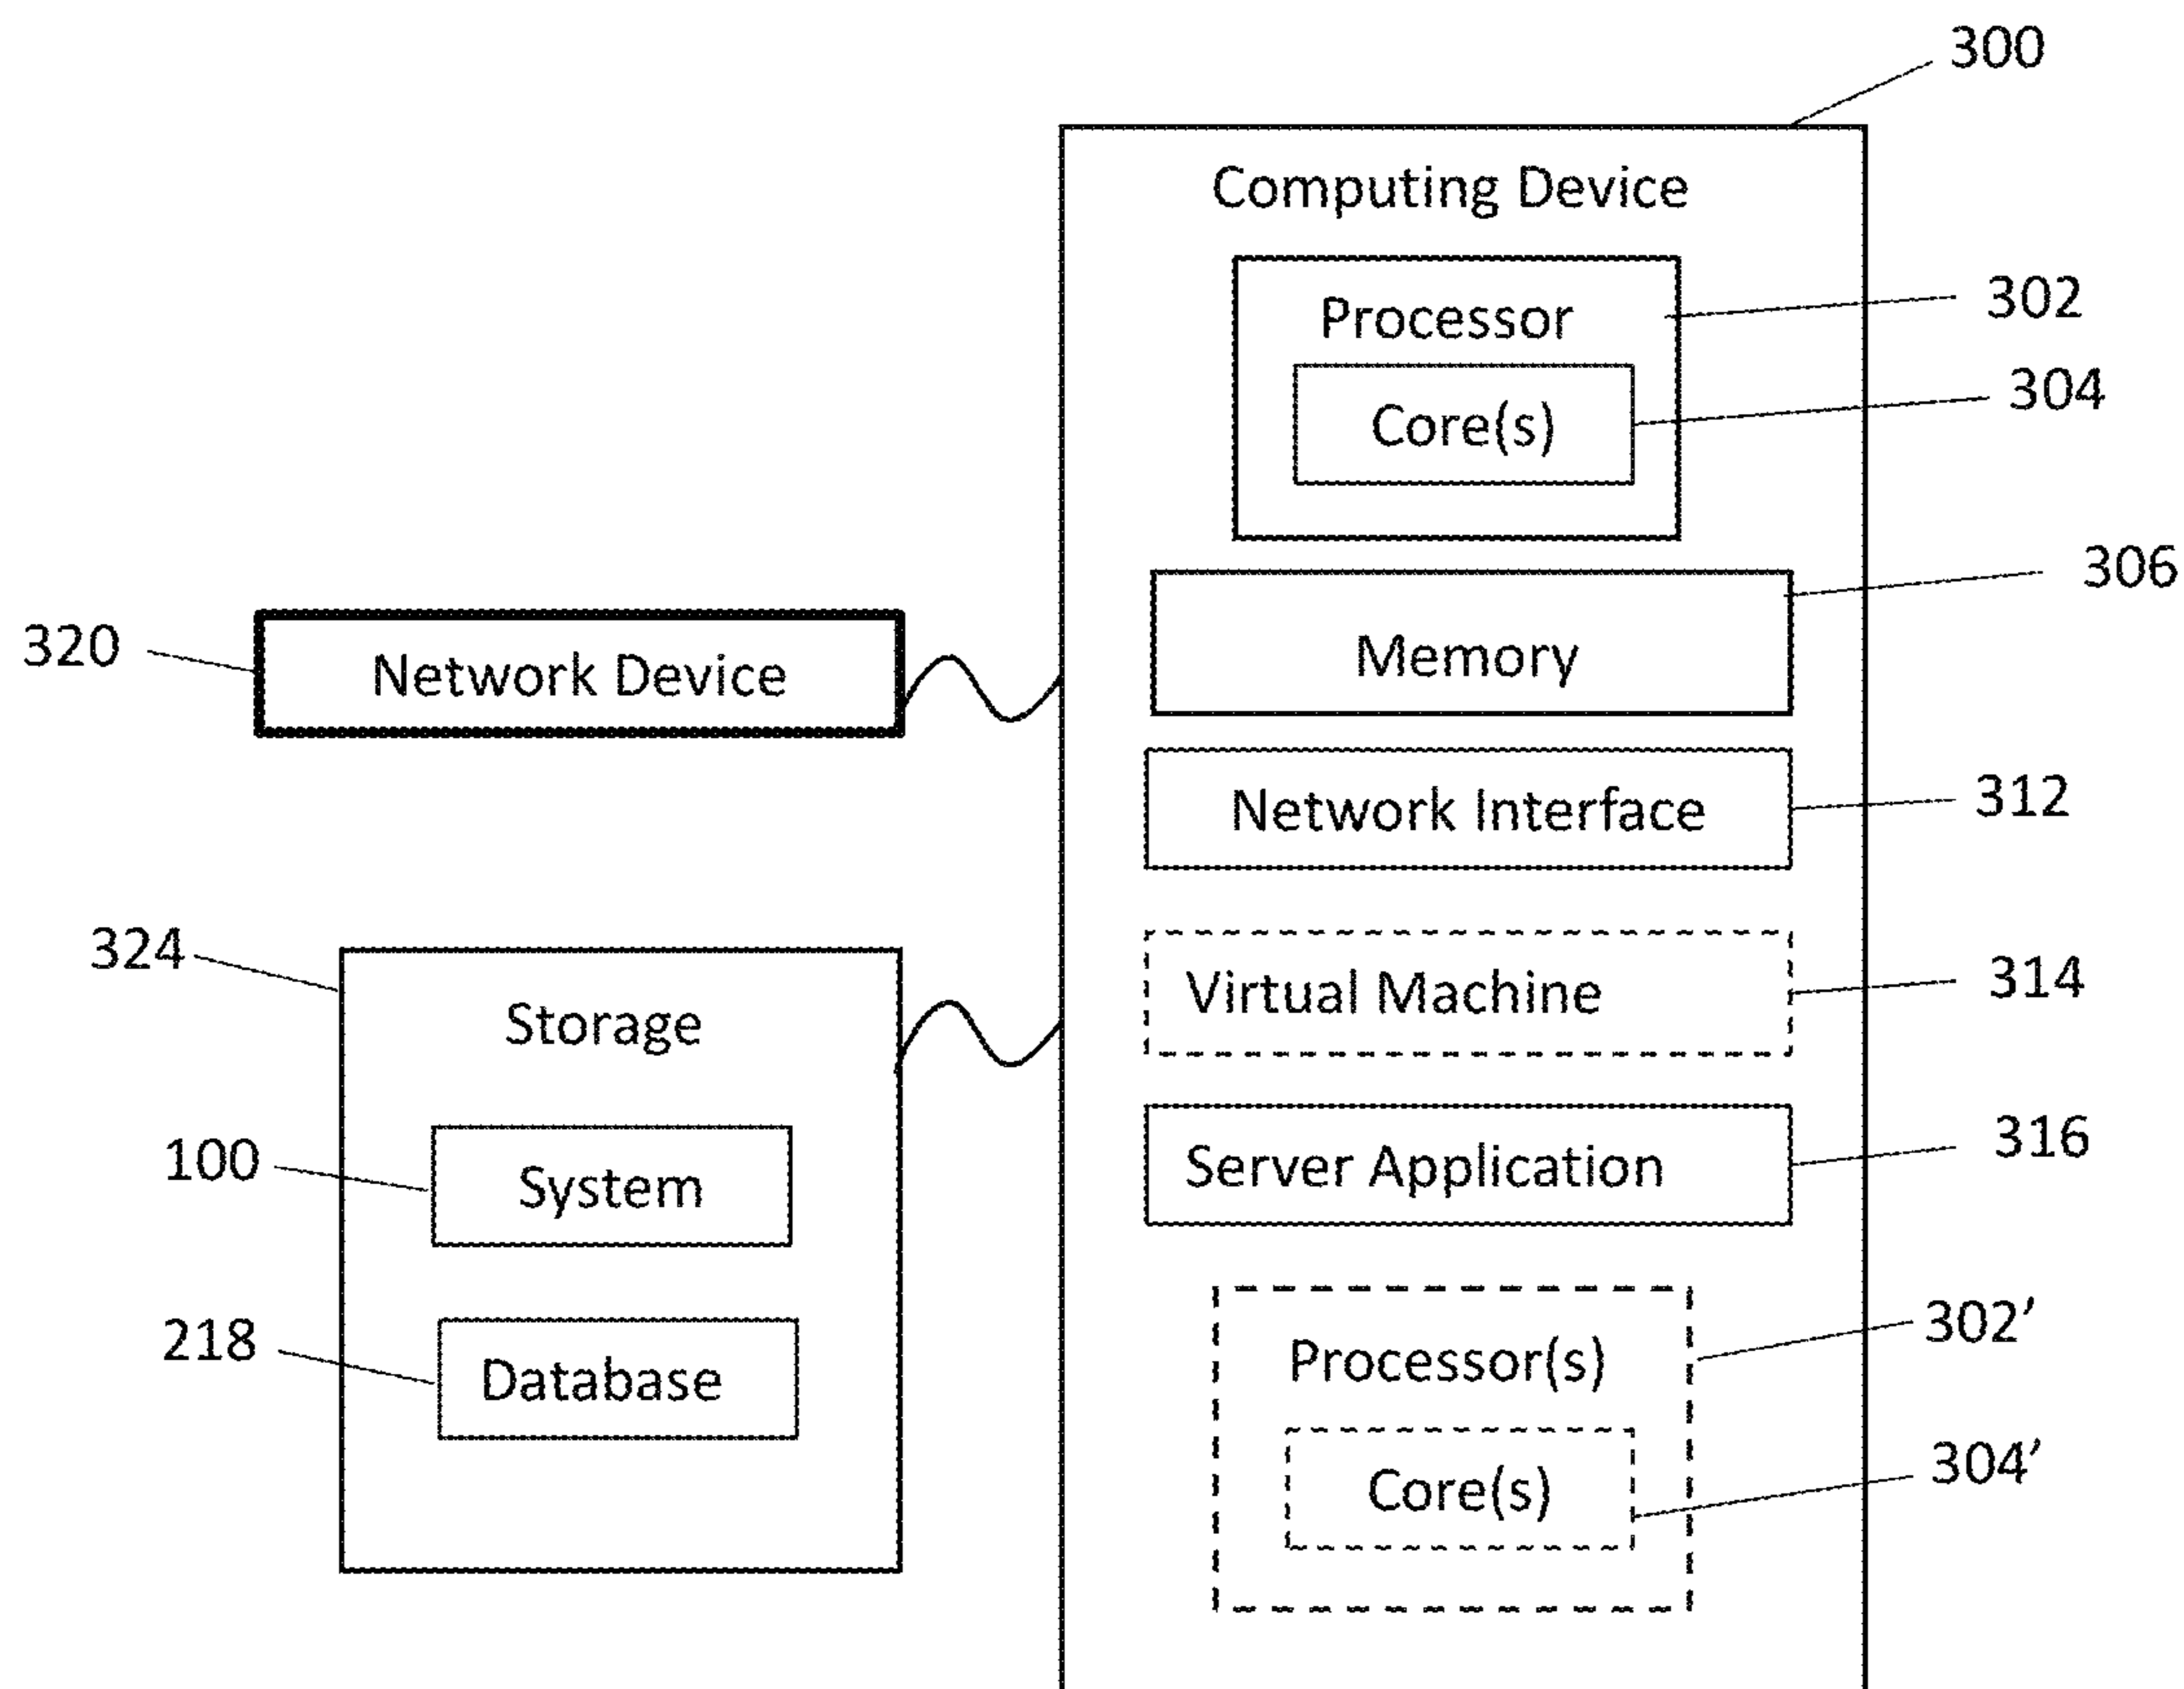 300
Computing Device
Processor
302
Core(s)
304
Memory
306
320
Network Device
Network Interface
312
324
Storage
Virtual Machine
314
100
System
Server Application
316
218
Database
Processor(s)
302’
Core(s)
304’